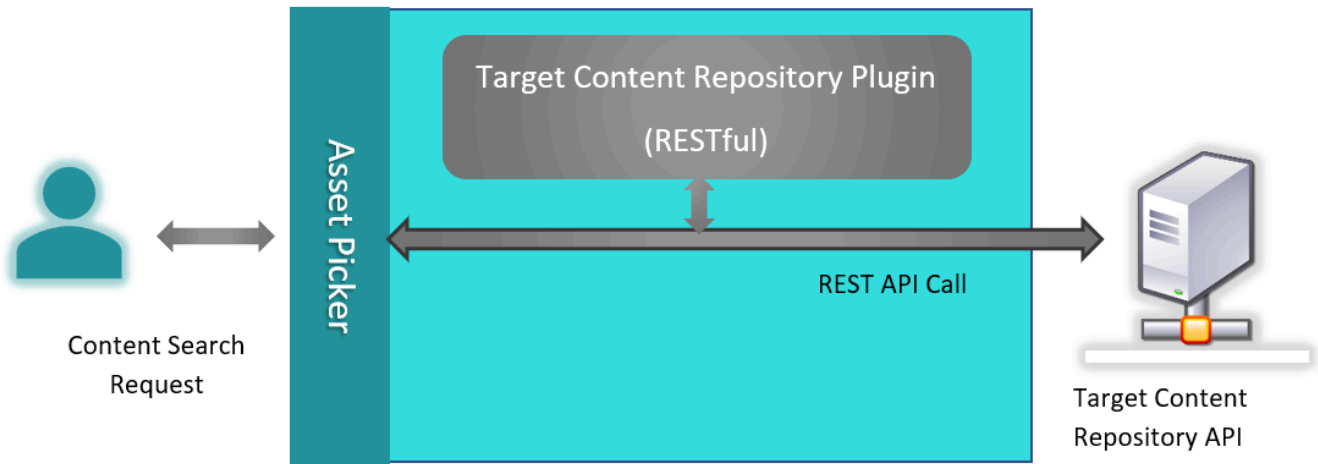 Target Content Repository Plugin
(RESTful)
Asset Picker
REST API Call
Content Search
Request
Target Content
Repository API